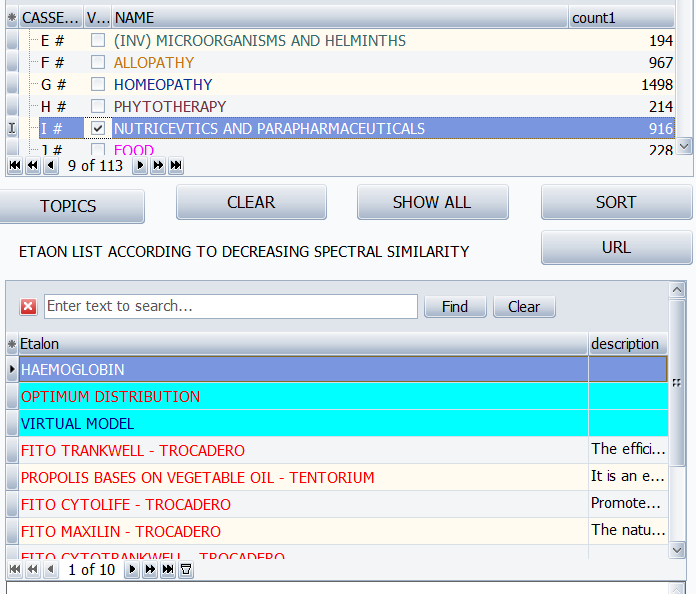 CASSE... V... NAME count1
E # (INV) MICROORGANISMS AND HELMINTHS 194
F # ALLOPATHY 967
G # HOMEOPATHY 1498
H # PHYTOTHERAPY 214
I # NUTRICEVTICS AND PARAPHARMACEUTICALS 916
J # FOOD 228
9 of 113
TOPICS CLEAR SHOW ALL SORT
ETAON LIST ACCORDING TO DECREASING SPECTRAL SIMILARITY URL
Enter text to search... Find Clear
Etalon description
HAEMOGLOBIN
OPTIMUM DISTRIBUTION
VIRTUAL MODEL
FITO TRANKWELL - TROCADERO The effici...
PROPOLIS BASES ON VEGETABLE OIL - TENTORIUM It is an e...
FITO CYTOLIFE - TROCADERO Promote...
FITO MAXILIN - TROCADERO The natu...
FITO CYTOTRANKWELL - TROCADERO
1 of 10